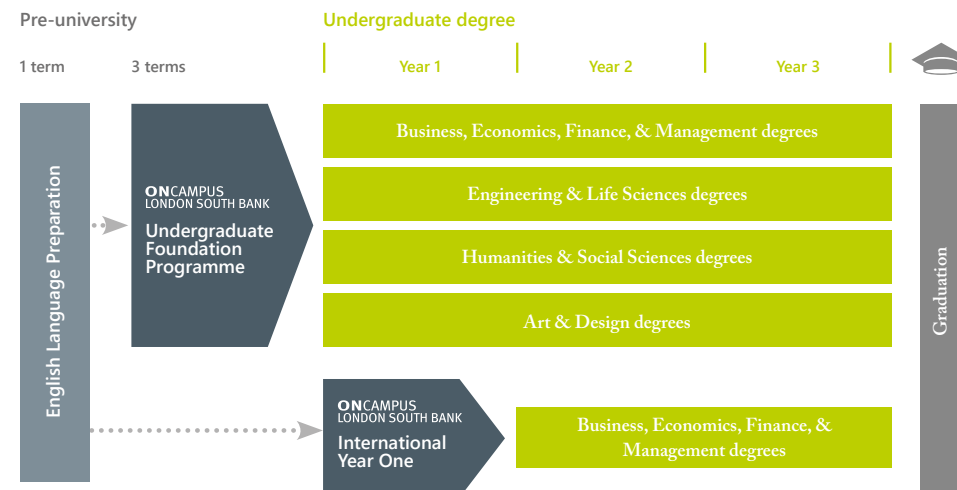 Pre-university
Undergraduate degree
1 term
3 terms
Year 1
Year 2
Year 3
English Language Preparation
ONCAMPUS
LONDON SOUTH BANK
Undergraduate
Foundation
Programme
Business, Economics, Finance, & Management degrees
Engineering & Life Sciences degrees
Humanities & Social Sciences degrees
Art & Design degrees
Graduation
ONCAMPUS
LONDON SOUTH BANK
International
Year One
Business, Economics, Finance, &
Management degrees